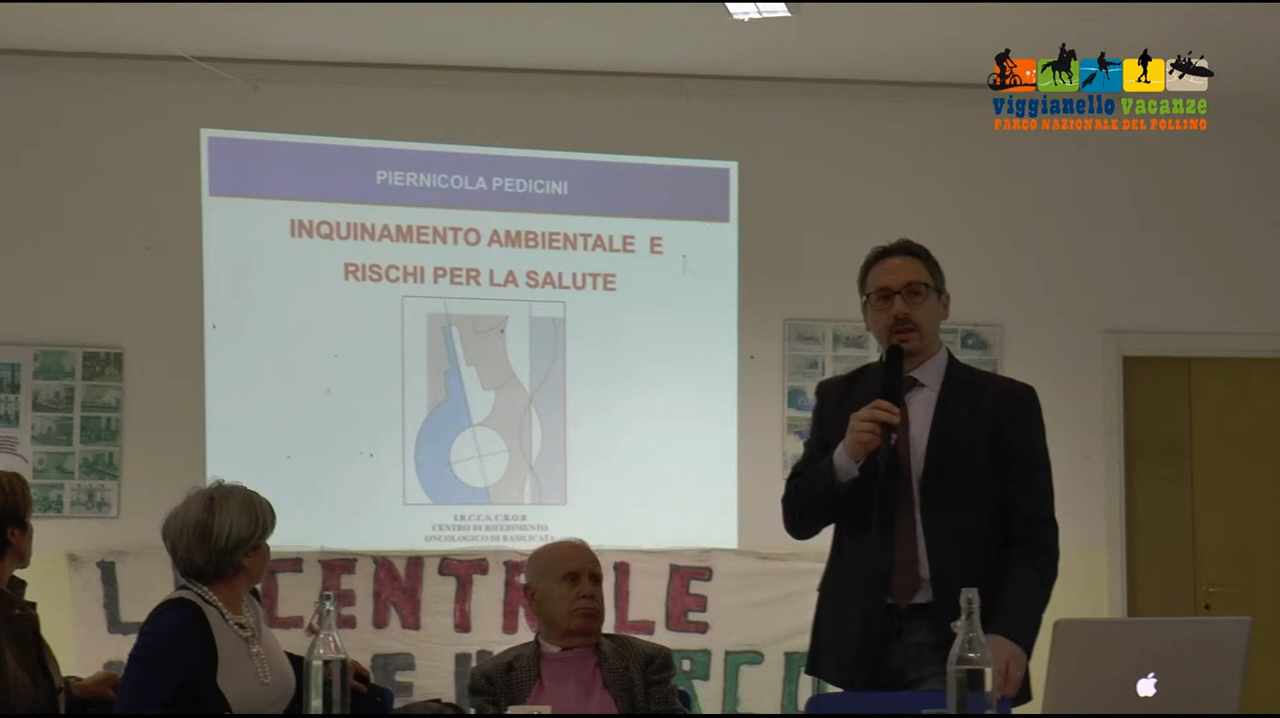 Viggianello Vacanze
PARCO NAZIONALE DEL POLLINO
PIERNICOLA PEDICINI
INQUINAMENTO AMBIENTALE E
RISCHI PER LA SALUTE
I.R.C.C.S. C.R.O.B
CENTRO DI RIFERIMENTO
ONCOLOGICO DI BASILICATA
CENTRALE